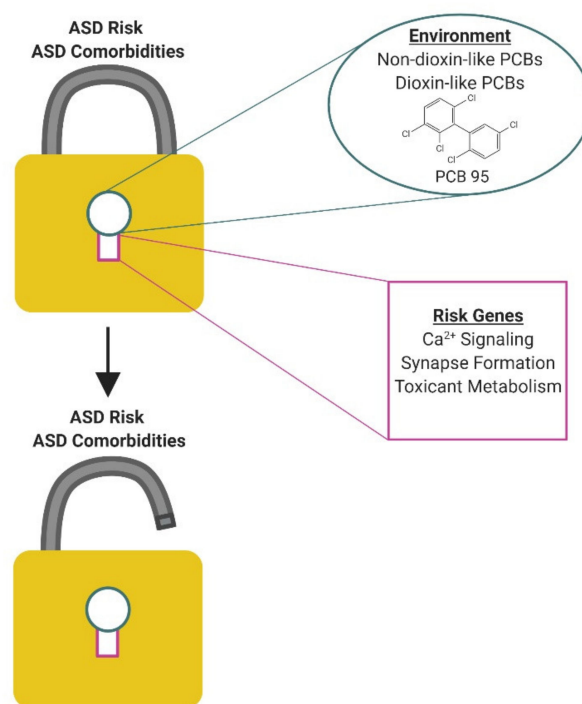 ASD Risk
ASD Comorbidities
Environment
Non-dioxin-like PCBs
Dioxin-like PCBs
Cl
Cl
Cl
Cl
Cl
PCB 95
Risk Genes
Ca²⁺ Signaling
Synapse Formation
Toxicant Metabolism
ASD Risk
ASD Comorbidities